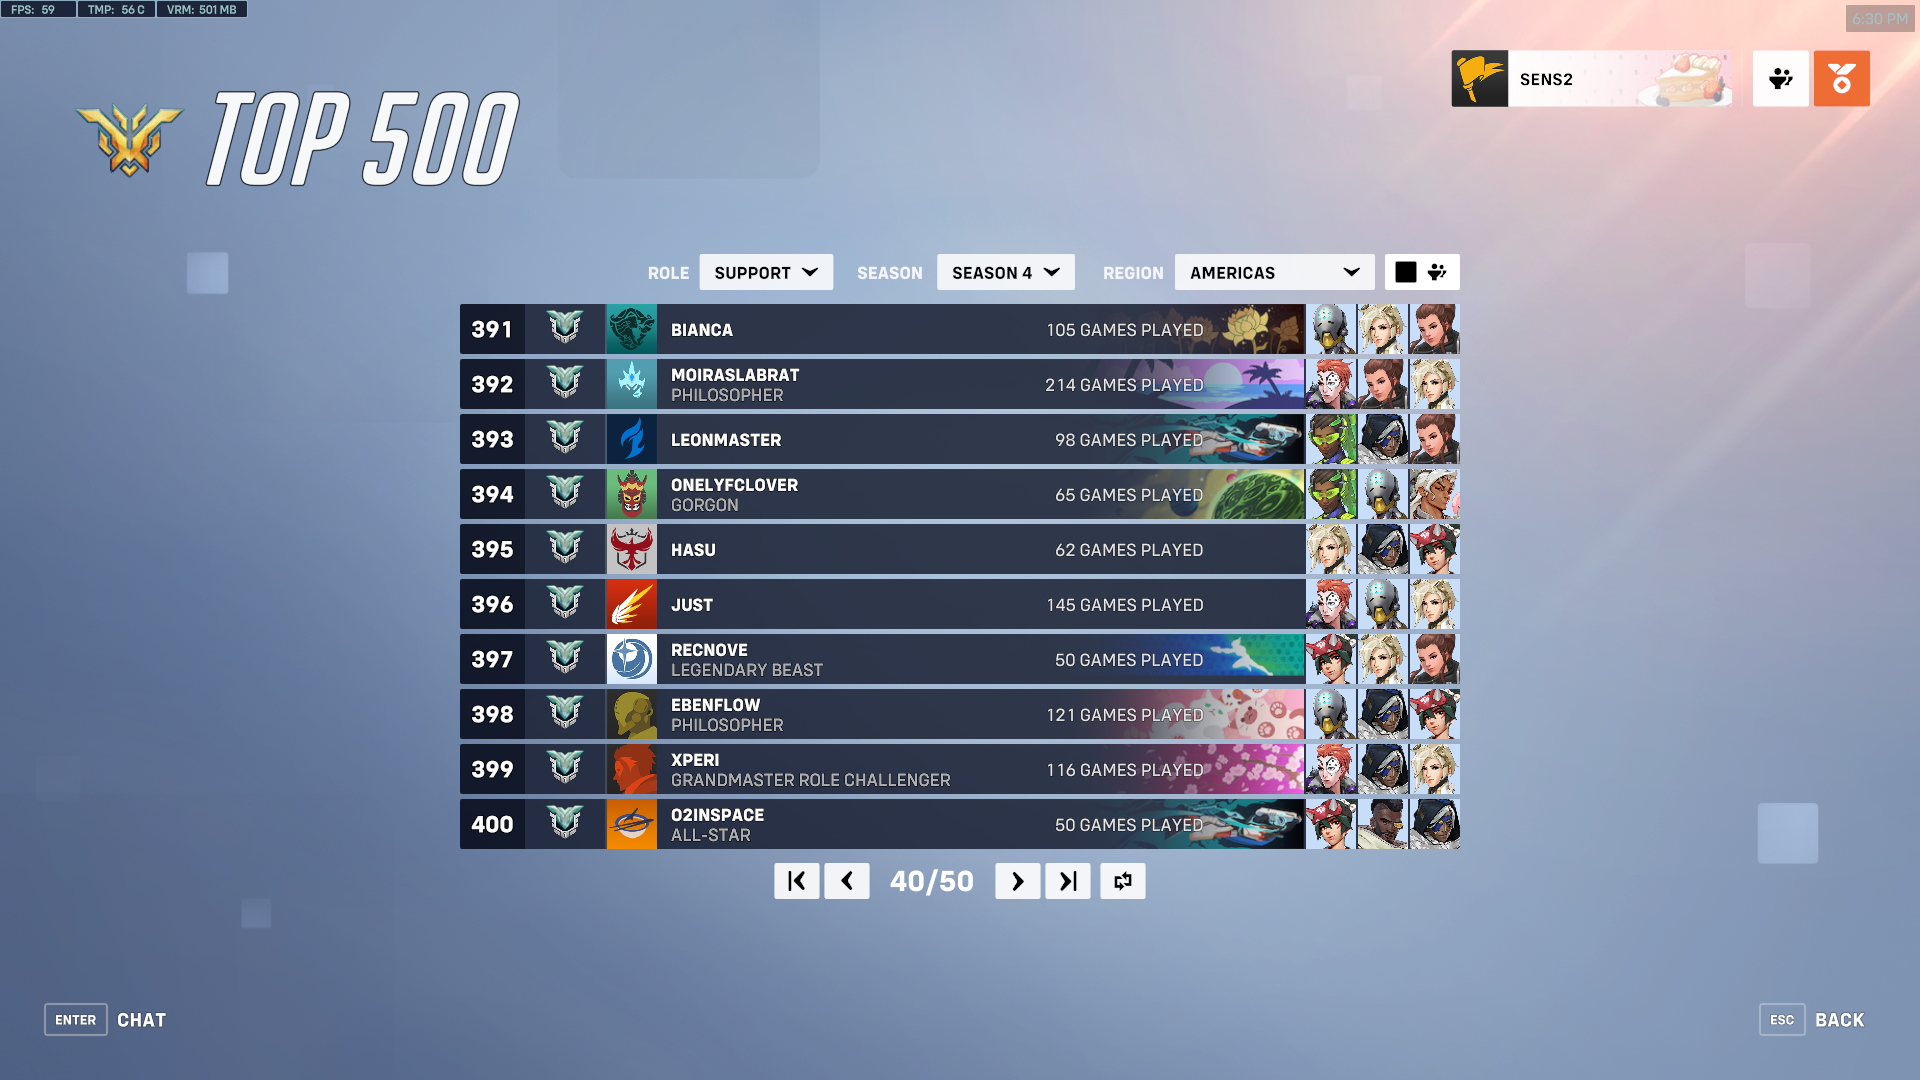 FPS: 59 TMP: 56 C VRM: 501 MB
6:30 PM
SENS2
TOP 500
ROLE SUPPORT SEASON SEASON 4 REGION AMERICAS
391 BIANCA 105 GAMES PLAYED
392 MOIRASLABRAT 214 GAMES PLAYED
PHILOSOPHER
393 LEONMASTER 98 GAMES PLAYED
394 ONELYFCLOVER 65 GAMES PLAYED
GORGON
395 HASU 62 GAMES PLAYED
396 JUST 145 GAMES PLAYED
397 RECNOVE 50 GAMES PLAYED
LEGENDARY BEAST
398 EBENFLOW 121 GAMES PLAYED
PHILOSOPHER
399 XPERI 116 GAMES PLAYED
GRANDMASTER ROLE CHALLENGER
400 O2INSPACE 50 GAMES PLAYED
ALL-STAR
40/50
ENTER CHAT
ESC BACK